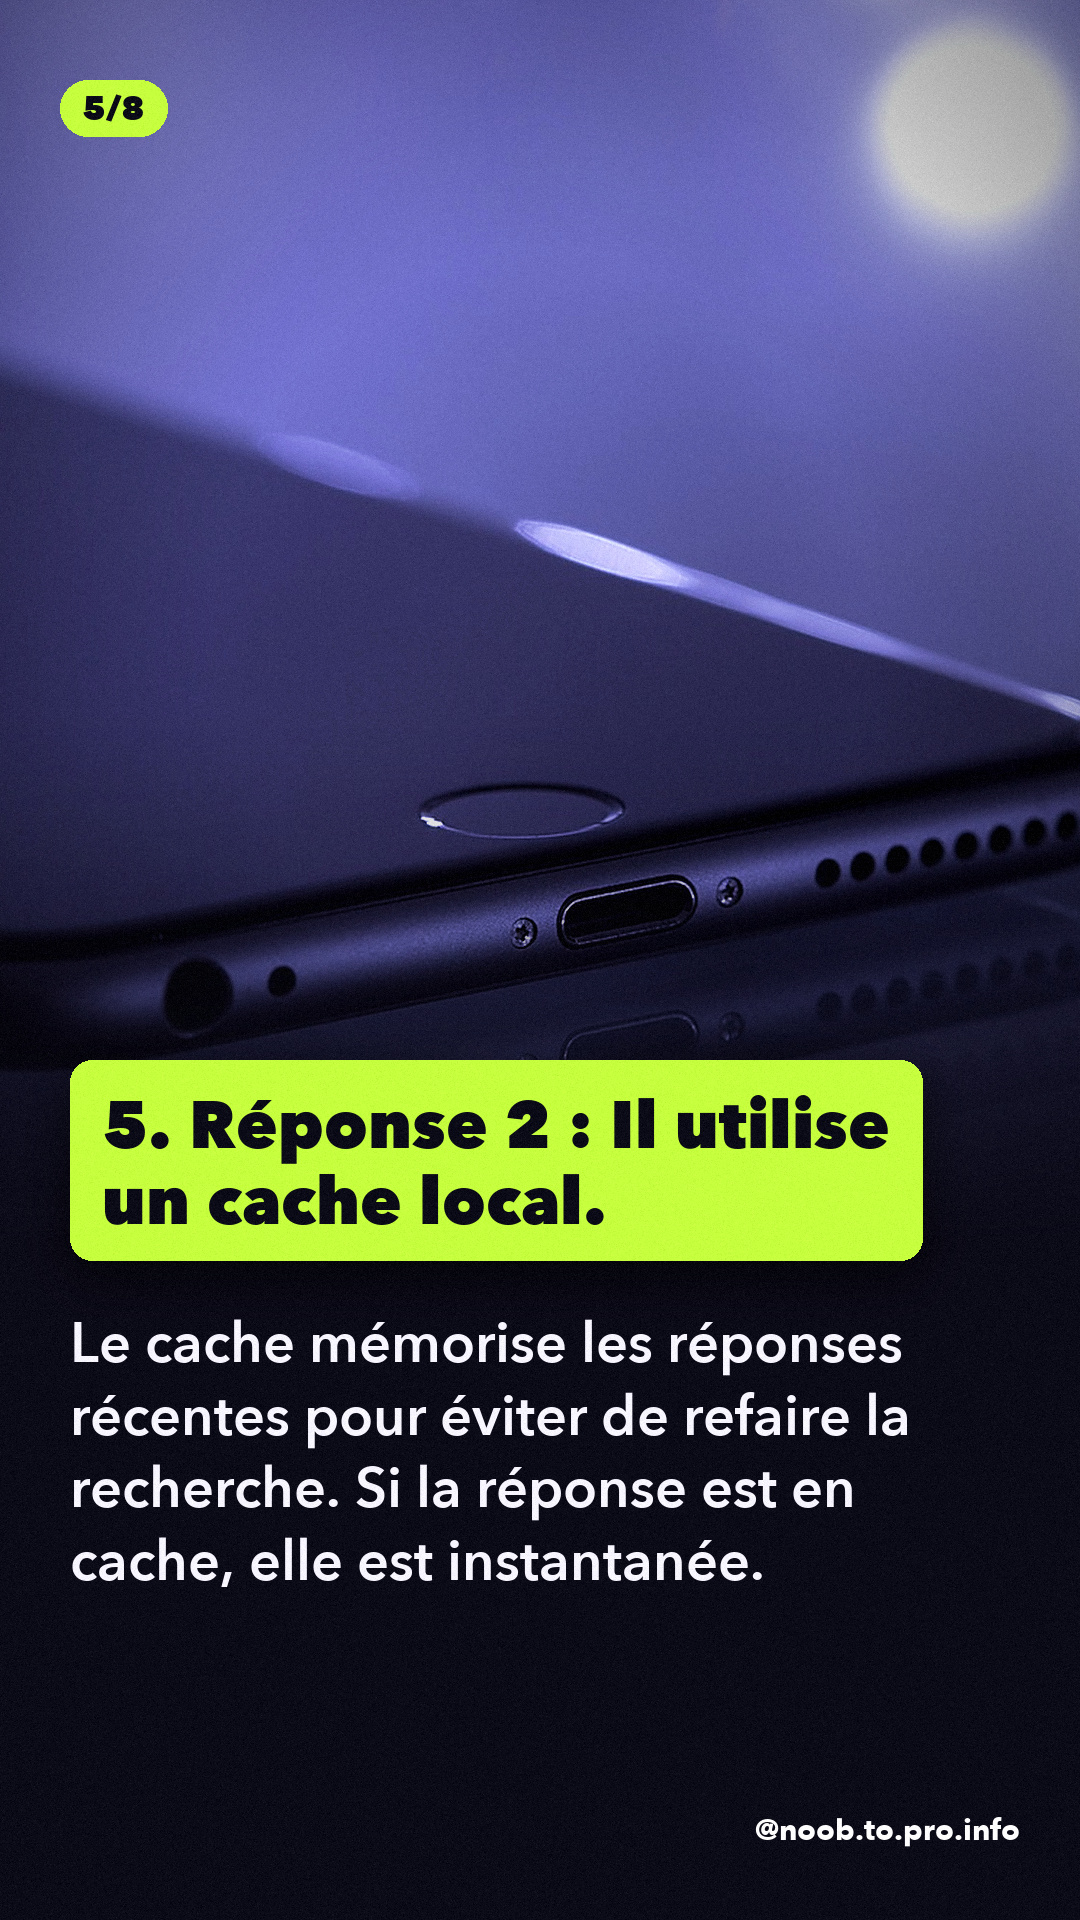 5/8
5. Réponse 2 : Il utilise
un cache local.
Le cache mémorise les réponses
récentes pour éviter de refaire la
recherche. Si la réponse est en
cache, elle est instantanée.
@noob.to.pro.info